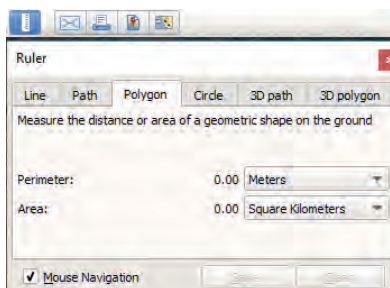 Ruler
Line Path Polygon Circle 3D path 3D polygon
Measure the distance or area of a geometric shape on the ground
Perimeter: 0.00 Meters
Area: 0.00 Square Kilometers
Mouse Navigation